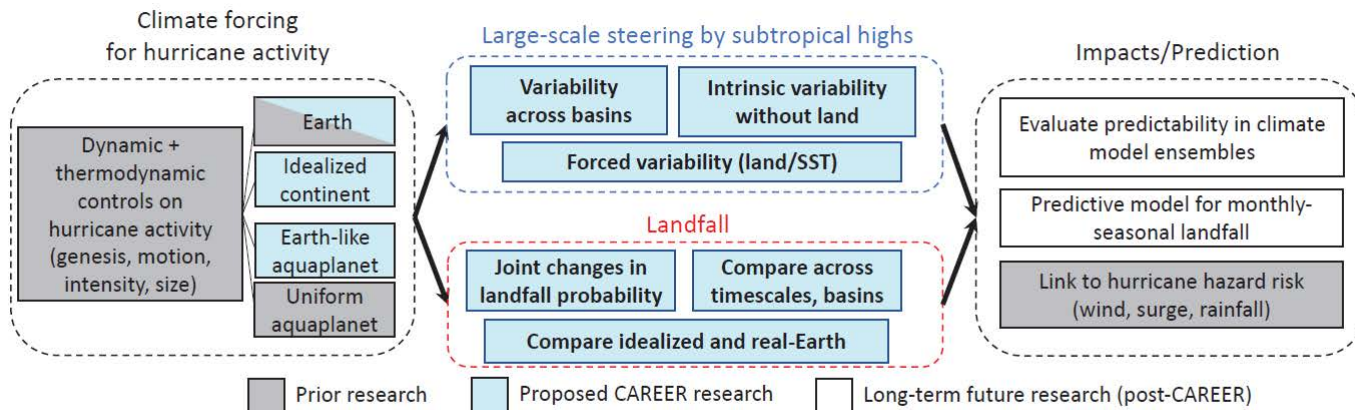 Climate forcing
for hurricane activity
Dynamic +
thermodynamic
controls on
hurricane activity
(genesis, motion,
intensity, size)
Earth
Idealized
continent
Earth-like
aquaplanet
Uniform
aquaplanet
Large-scale steering by subtropical highs
Variability
across basins
Intrinsic variability
without land
Forced variability (land/SST)
Landfall
Joint changes in
landfall probability
Compare across
timescales, basins
Compare idealized and real-Earth
Impacts/Prediction
Evaluate predictability in climate
model ensembles
Predictive model for monthly-
seasonal landfall
Link to hurricane hazard risk
(wind, surge, rainfall)
Prior research
Proposed CAREER research
Long-term future research (post-CAREER)